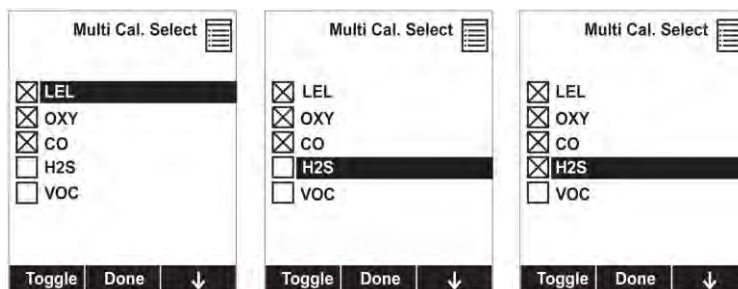 Multi Cal. Select
LEL
OXY
CO
H2S
VOC
Toggle Done ↓
Multi Cal. Select
LEL
OXY
CO
H2S
VOC
Toggle Done ↓
Multi Cal. Select
LEL
OXY
CO
H2S
VOC
Toggle Done ↓